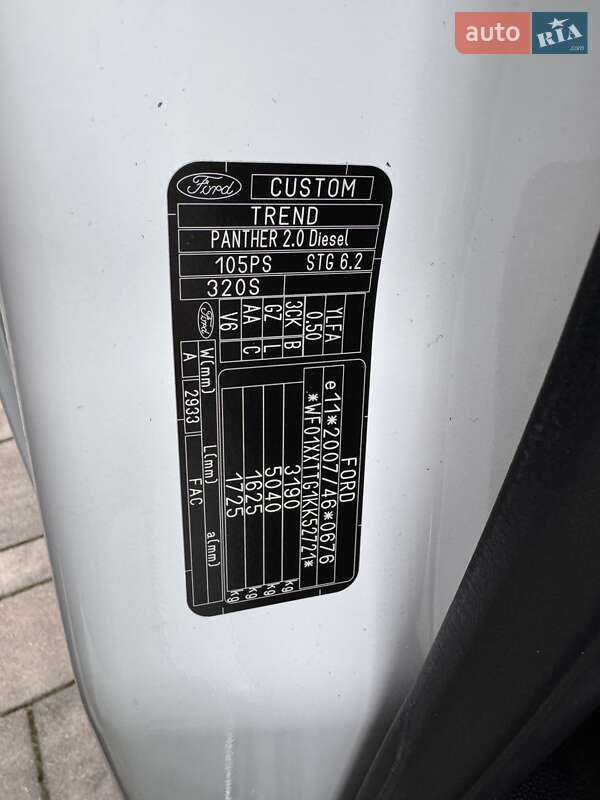 auto RIA.com
Ford CUSTOM
TREND
PANTHER 2.0 Diesel
105PS STG 6.2
320S
Ford
YLFA
0.50
3CK B
GZ L
AA C
V6
FORD
e11*2007/46*0676
*WF01XXTTG1KK52721*
3190 kg
5040 kg
1625 kg
1725 kg
W(mm) L(mm) a(mm)
A 2933 FAC